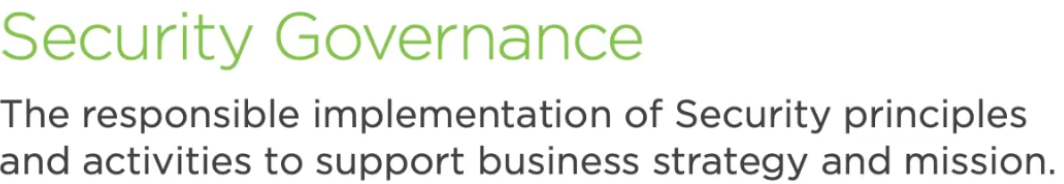 Security Governance
The responsible implementation of Security principles
and activities to support business strategy and mission.